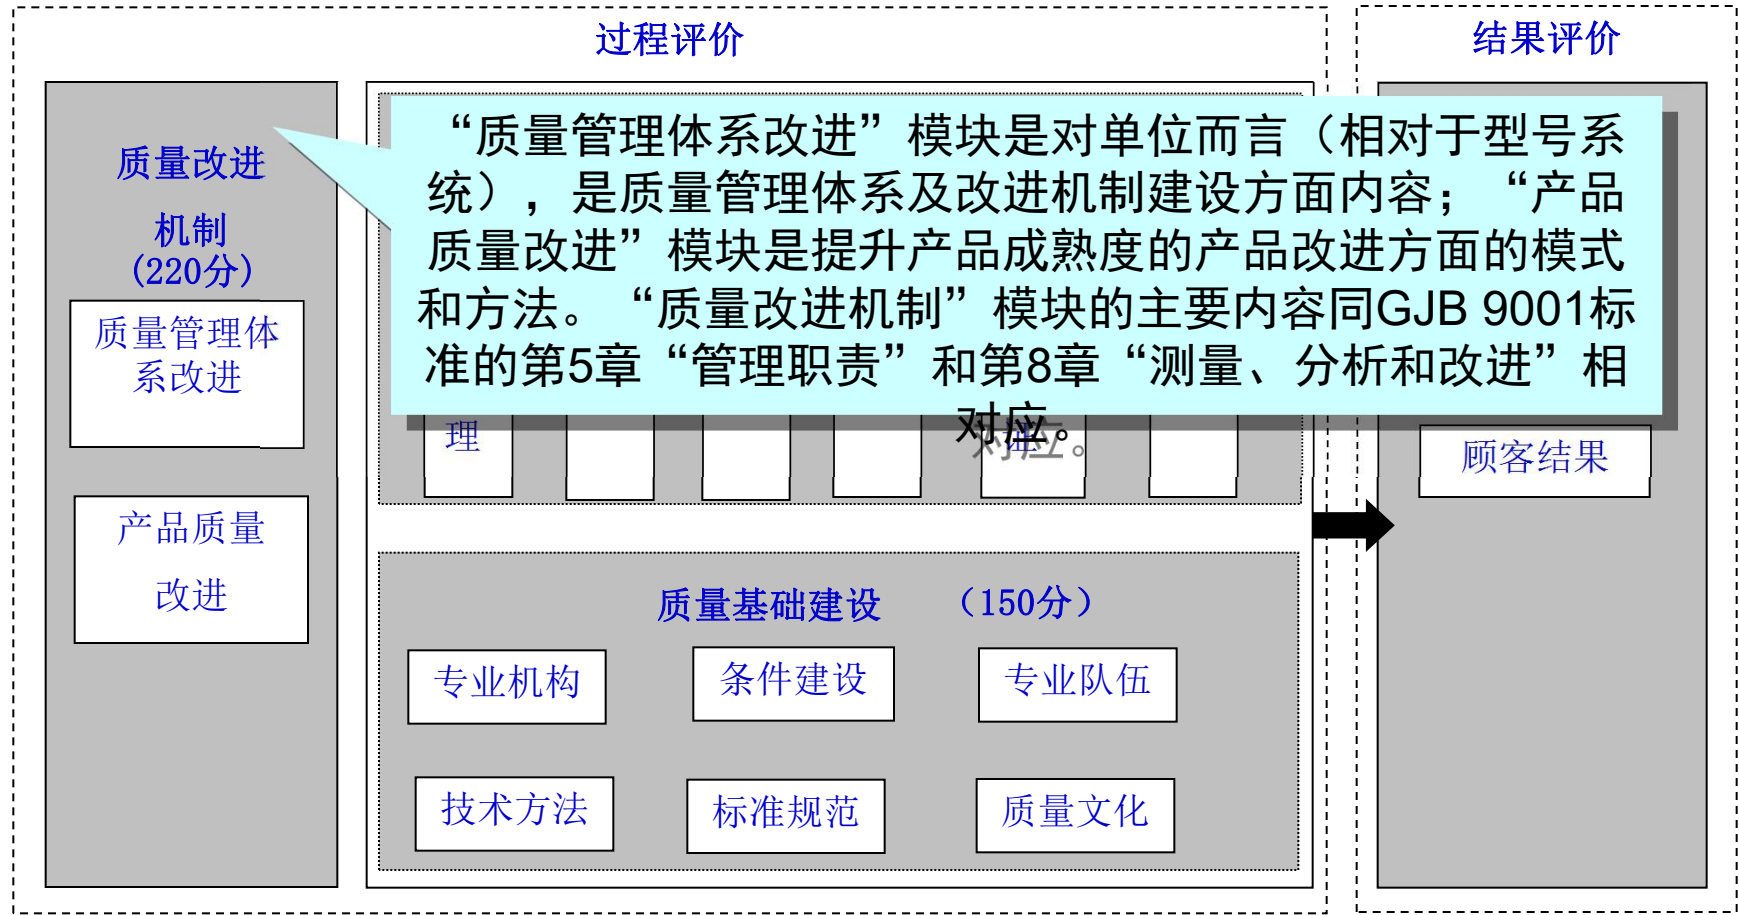 过程评价
结果评价
质量改进
机制
(220分)
质量管理体
系改进
产品质量
改进
“质量管理体系改进”模块是对单位而言（相对于型号系
统），是质量管理体系及改进机制建设方面内容；“产品
质量改进”模块是提升产品成熟度的产品改进方面的模式
和方法。“质量改进机制”模块的主要内容同GJB 9001标
准的第5章“管理职责”和第8章“测量、分析和改进”相
对应。
理
证
顾客结果
质量基础建设 （150分）
专业机构
条件建设
专业队伍
技术方法
标准规范
质量文化